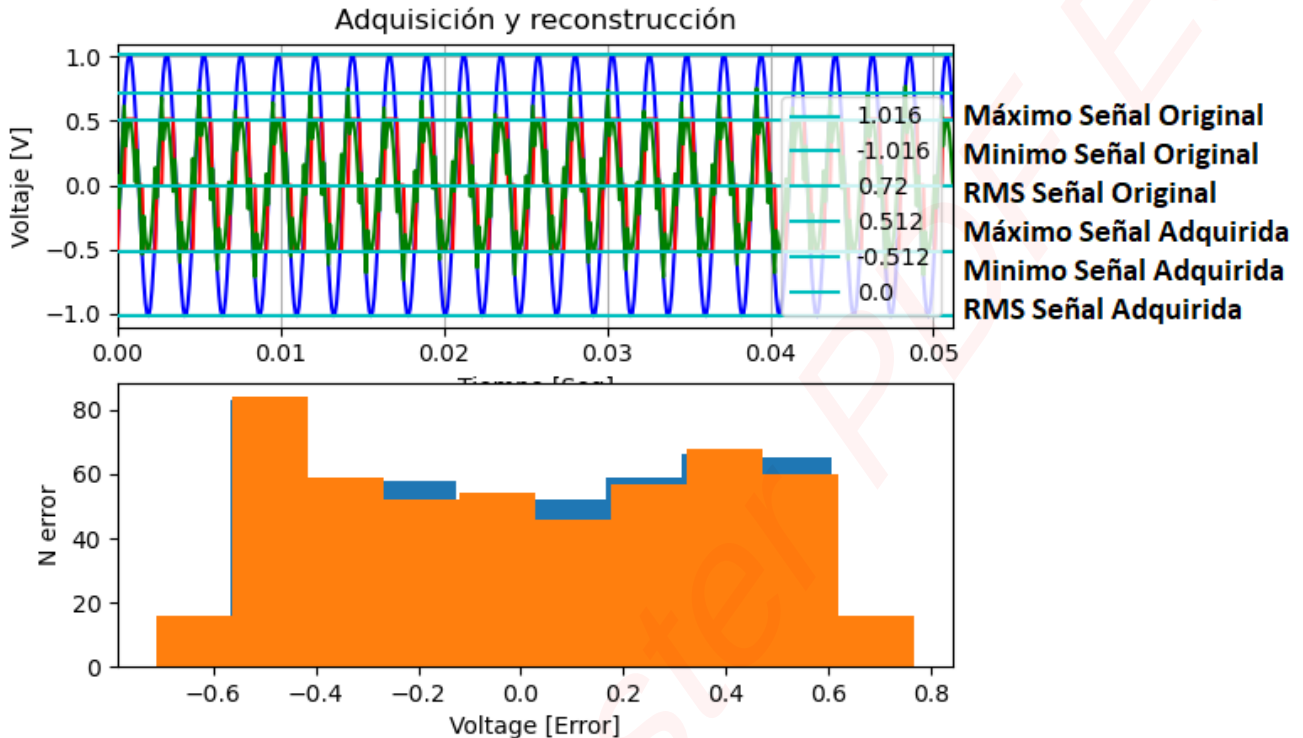 Adquisición y reconstrucción
1.0
0.5
0.0
−0.5
−1.0
Voltaje [V]
1.016 Máximo Señal Original
-1.016 Minimo Señal Original
0.72 RMS Señal Original
0.512 Máximo Señal Adquirida
-0.512 Minimo Señal Adquirida
0.0 RMS Señal Adquirida
0.00 0.01 0.02 0.03 0.04 0.05
Tiempo [Seg]
80
60
40
20
0
N error
−0.6 −0.4 −0.2 0.0 0.2 0.4 0.6 0.8
Voltage [Error]